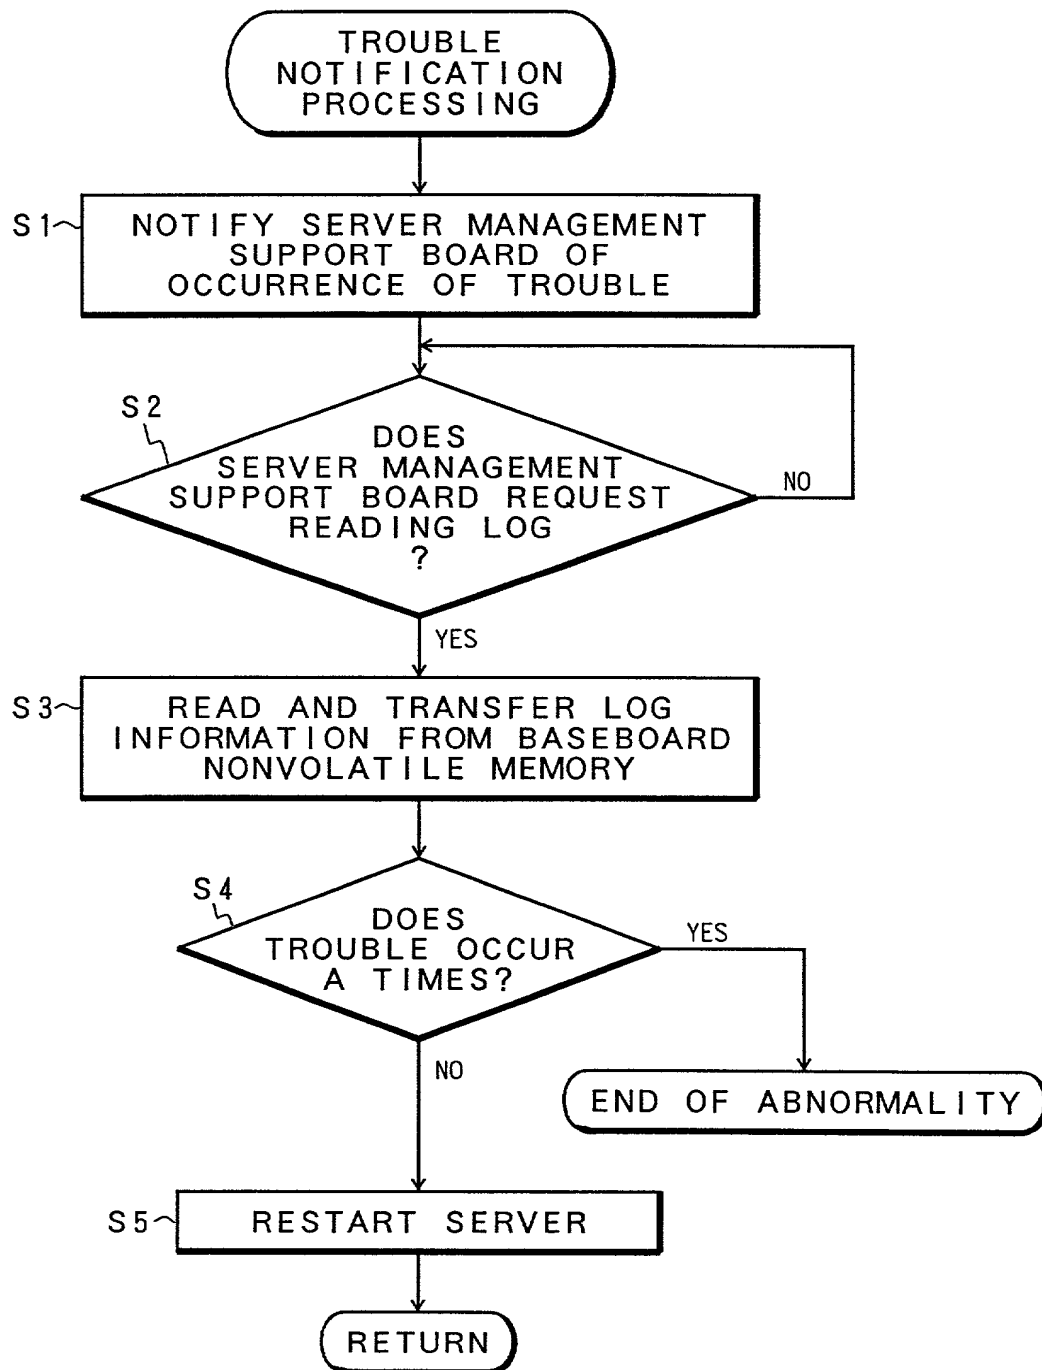 TROUBLE
NOTIFICATION
PROCESSING
S1
NOTIFY SERVER MANAGEMENT
SUPPORT BOARD OF
OCCURRENCE OF TROUBLE
S2
DOES
SERVER MANAGEMENT
SUPPORT BOARD REQUEST
READING LOG
?
NO
YES
S3
READ AND TRANSFER LOG
INFORMATION FROM BASEBOARD
NONVOLATILE MEMORY
S4
DOES
TROUBLE OCCUR
A TIMES?
YES
NO
END OF ABNORMALITY
S5
RESTART SERVER
RETURN